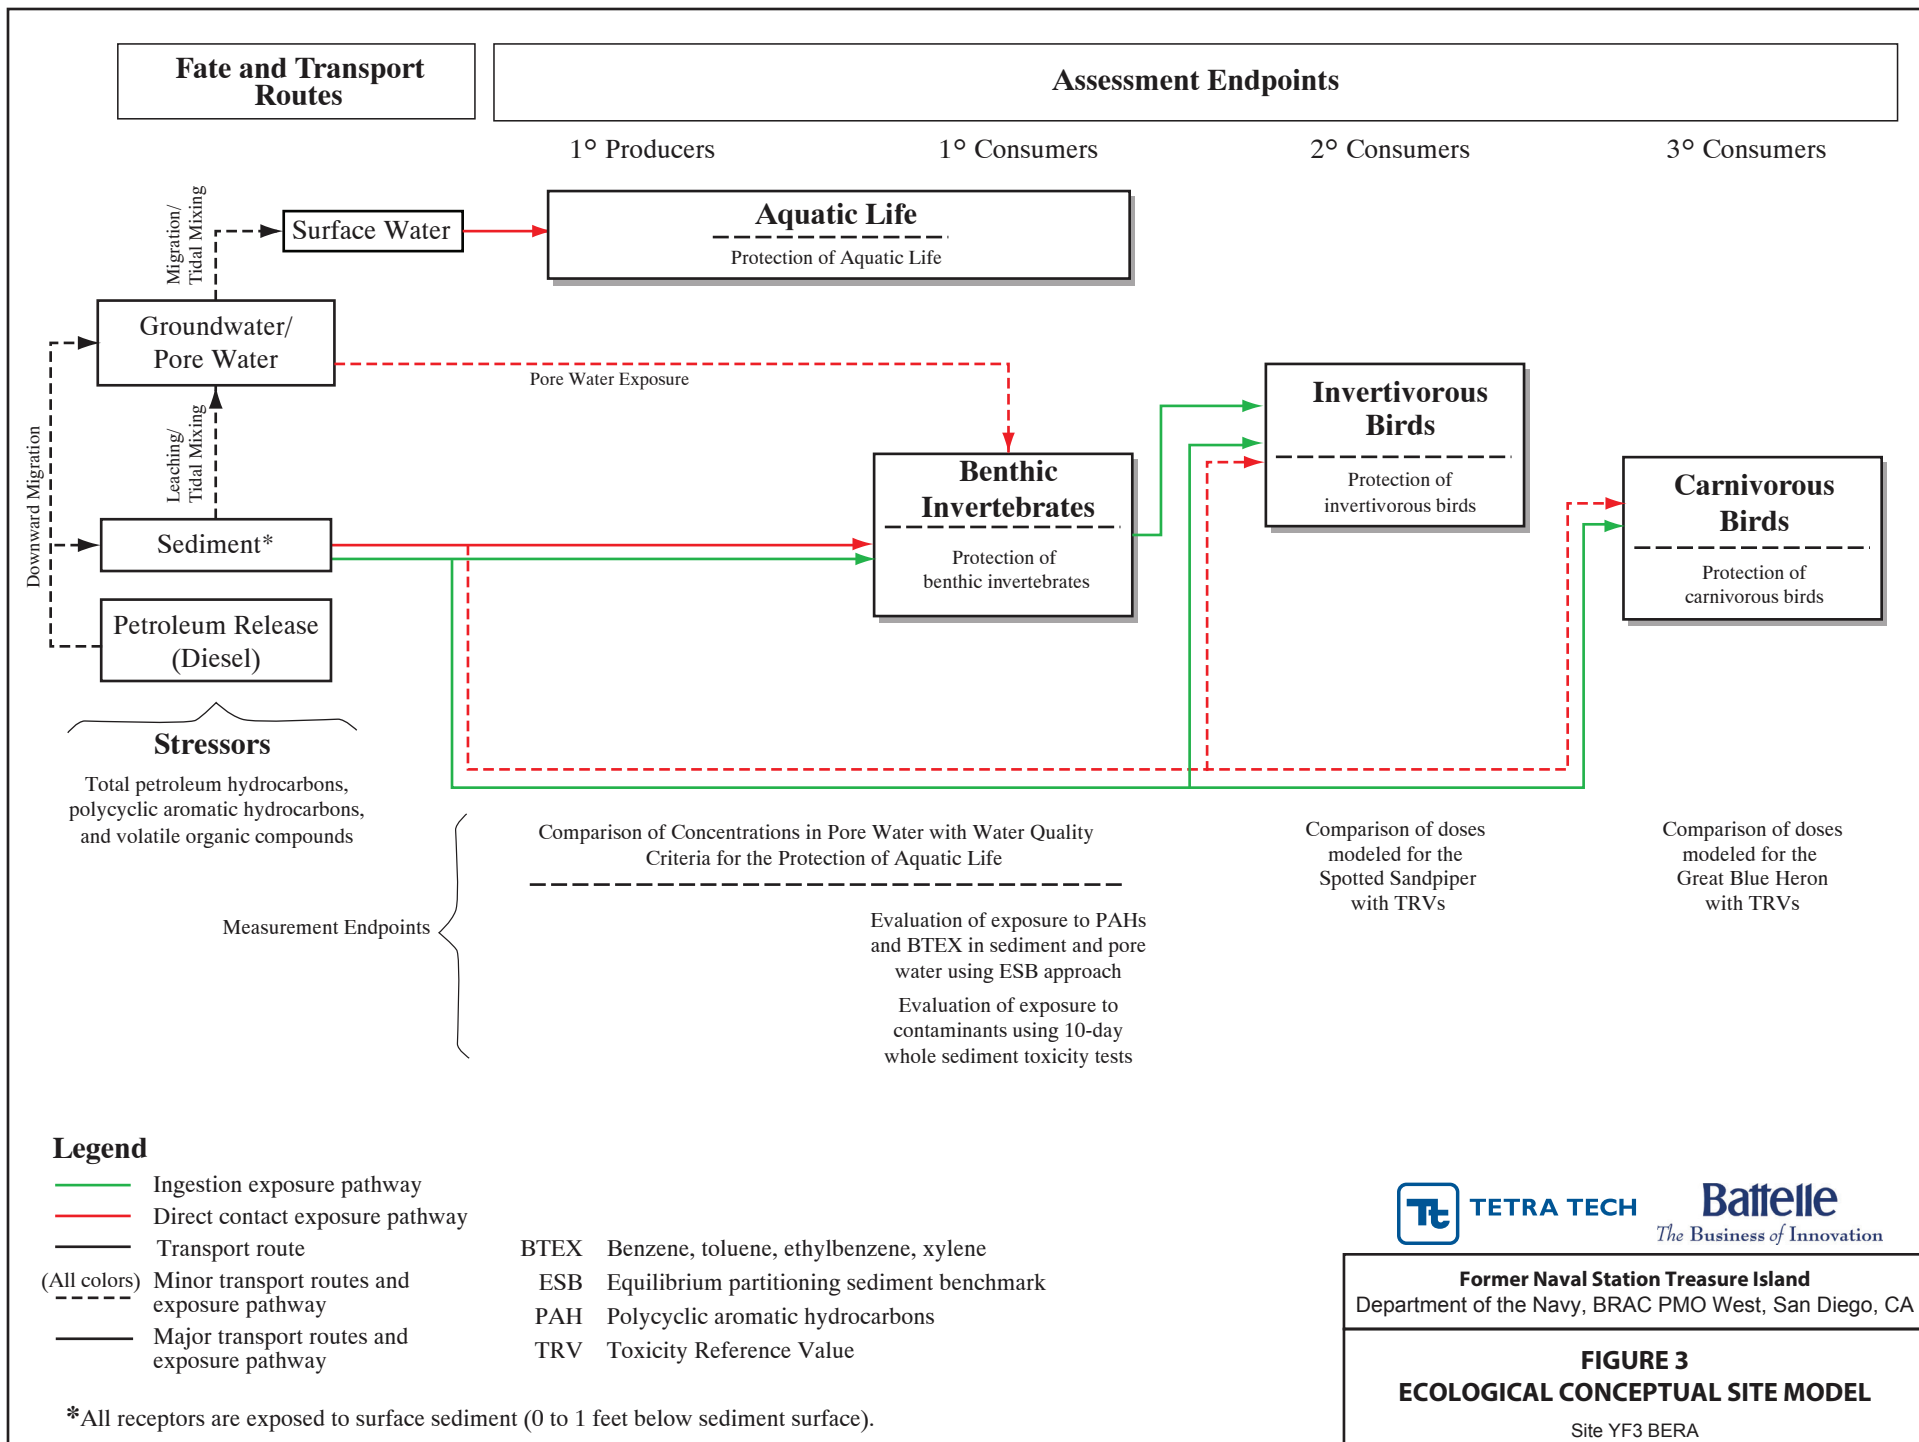 Fate and Transport
Routes
Assessment Endpoints
1° Producers
1° Consumers
2° Consumers
3° Consumers
Migration/
Tidal Mixing
Surface Water
Aquatic Life
Protection of Aquatic Life
Groundwater/
Pore Water
Pore Water Exposure
Downward Migration
Leaching/
Tidal Mixing
Sediment*
Benthic
Invertebrates
Protection of
benthic invertebrates
Invertivorous
Birds
Protection of
invertivorous birds
Carnivorous
Birds
Protection of
carnivorous birds
Petroleum Release
(Diesel)
Stressors
Total petroleum hydrocarbons,
polycyclic aromatic hydrocarbons,
and volatile organic compounds
Measurement Endpoints
Comparison of Concentrations in Pore Water with Water Quality
Criteria for the Protection of Aquatic Life
Evaluation of exposure to PAHs
and BTEX in sediment and pore
water using ESB approach
Evaluation of exposure to
contaminants using 10-day
whole sediment toxicity tests
Comparison of doses
modeled for the
Spotted Sandpiper
with TRVs
Comparison of doses
modeled for the
Great Blue Heron
with TRVs
Legend
Ingestion exposure pathway
Direct contact exposure pathway
Transport route
(All colors) Minor transport routes and
exposure pathway
Major transport routes and
exposure pathway
BTEX Benzene, toluene, ethylbenzene, xylene
ESB Equilibrium partitioning sediment benchmark
PAH Polycyclic aromatic hydrocarbons
TRV Toxicity Reference Value
*All receptors are exposed to surface sediment (0 to 1 feet below sediment surface).
Tt TETRA TECH
Battelle
The Business of Innovation
Former Naval Station Treasure Island
Department of the Navy, BRAC PMO West, San Diego, CA
FIGURE 3
ECOLOGICAL CONCEPTUAL SITE MODEL
Site YF3 BERA